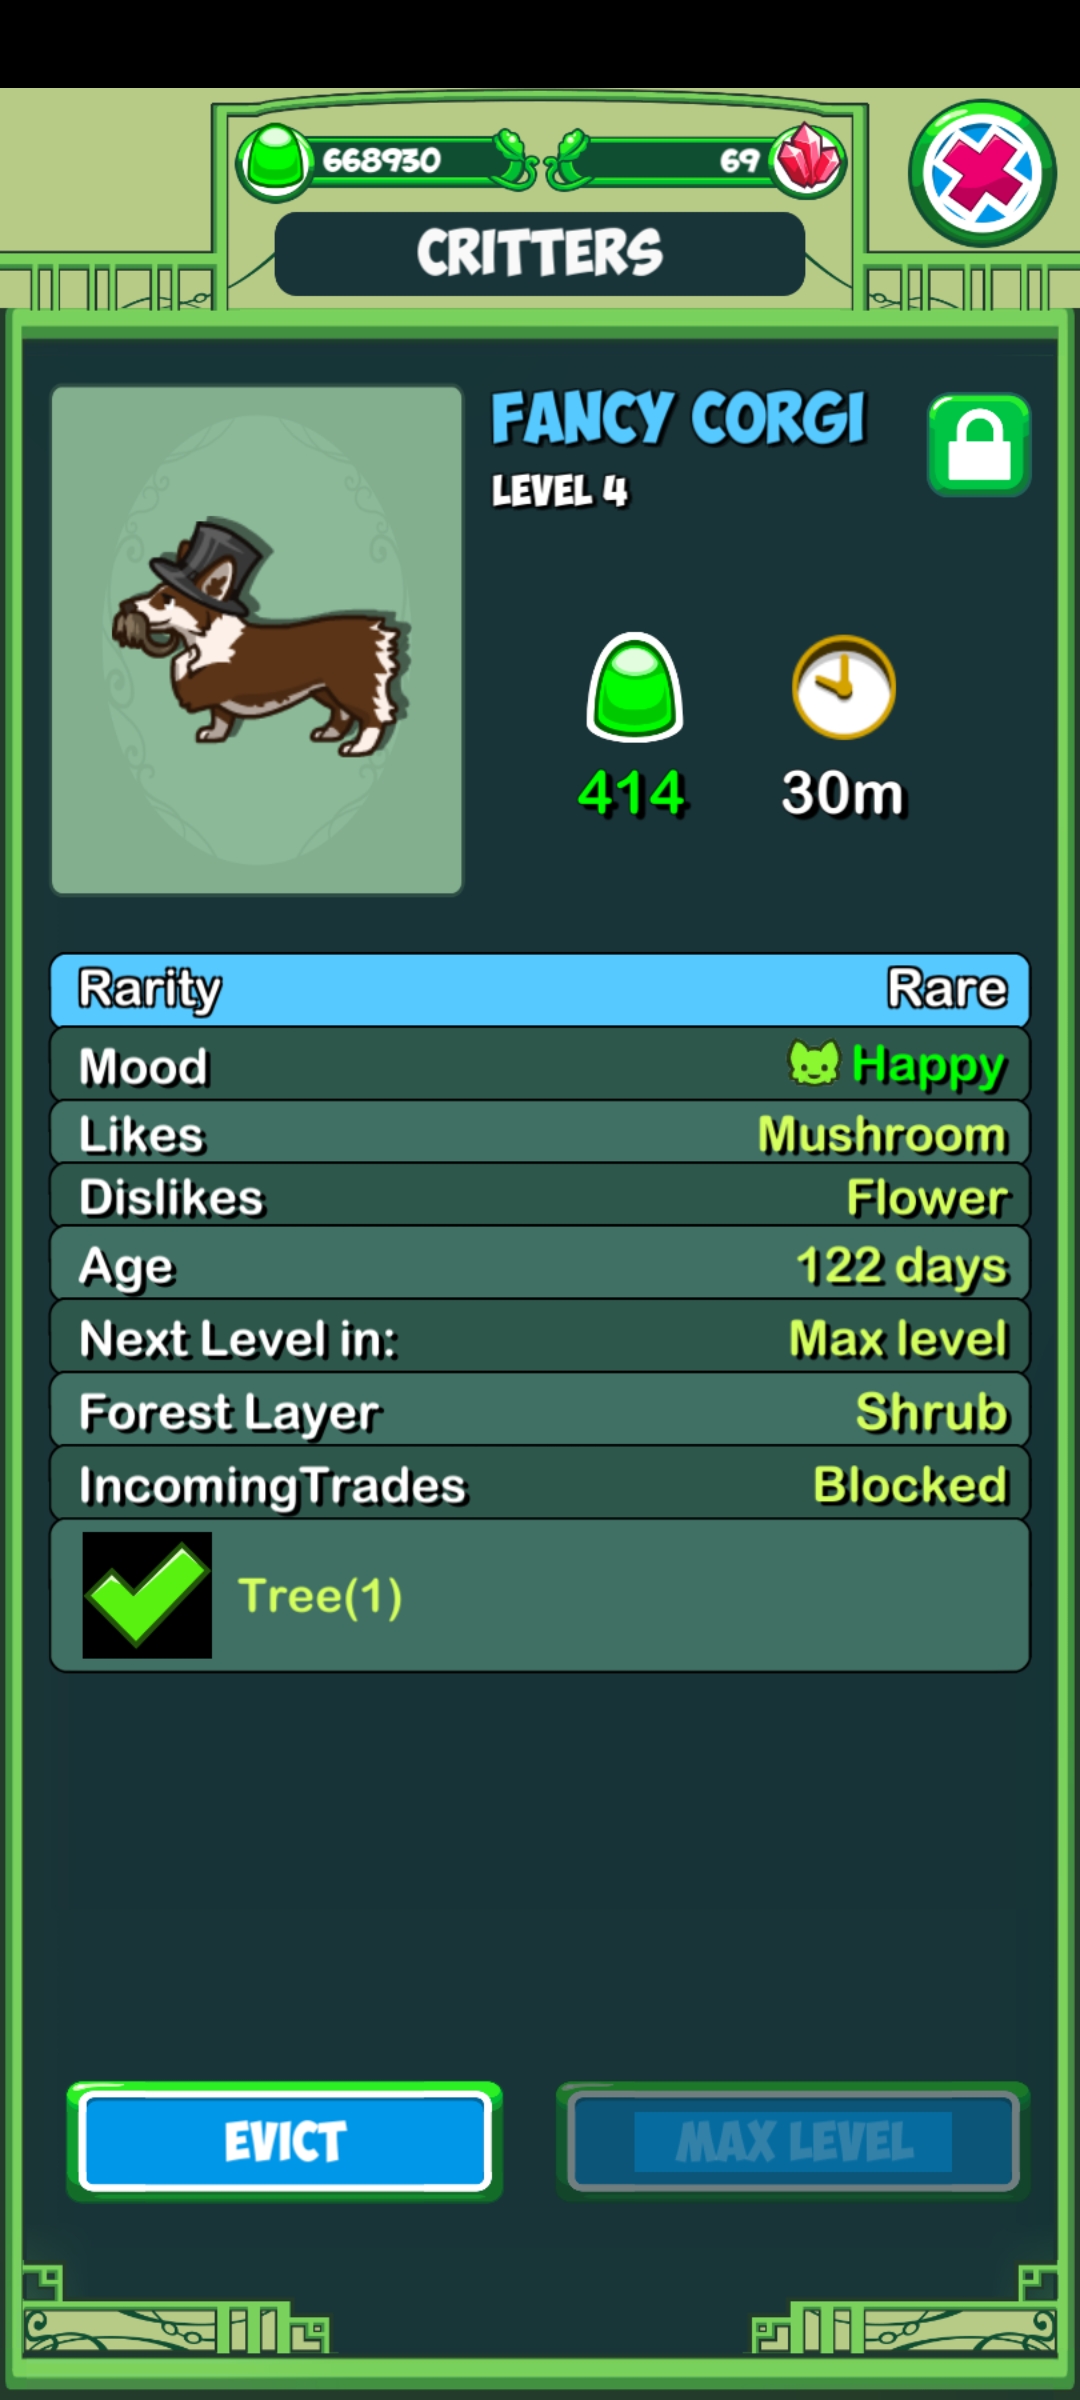 668930 69
CRITTERS
FANCY CORGI
LEVEL 4
414 30m
Rarity Rare
Mood Happy
Likes Mushroom
Dislikes Flower
Age 122 days
Next Level in: Max level
Forest Layer Shrub
IncomingTrades Blocked
Tree(1)
EVICT MAX LEVEL